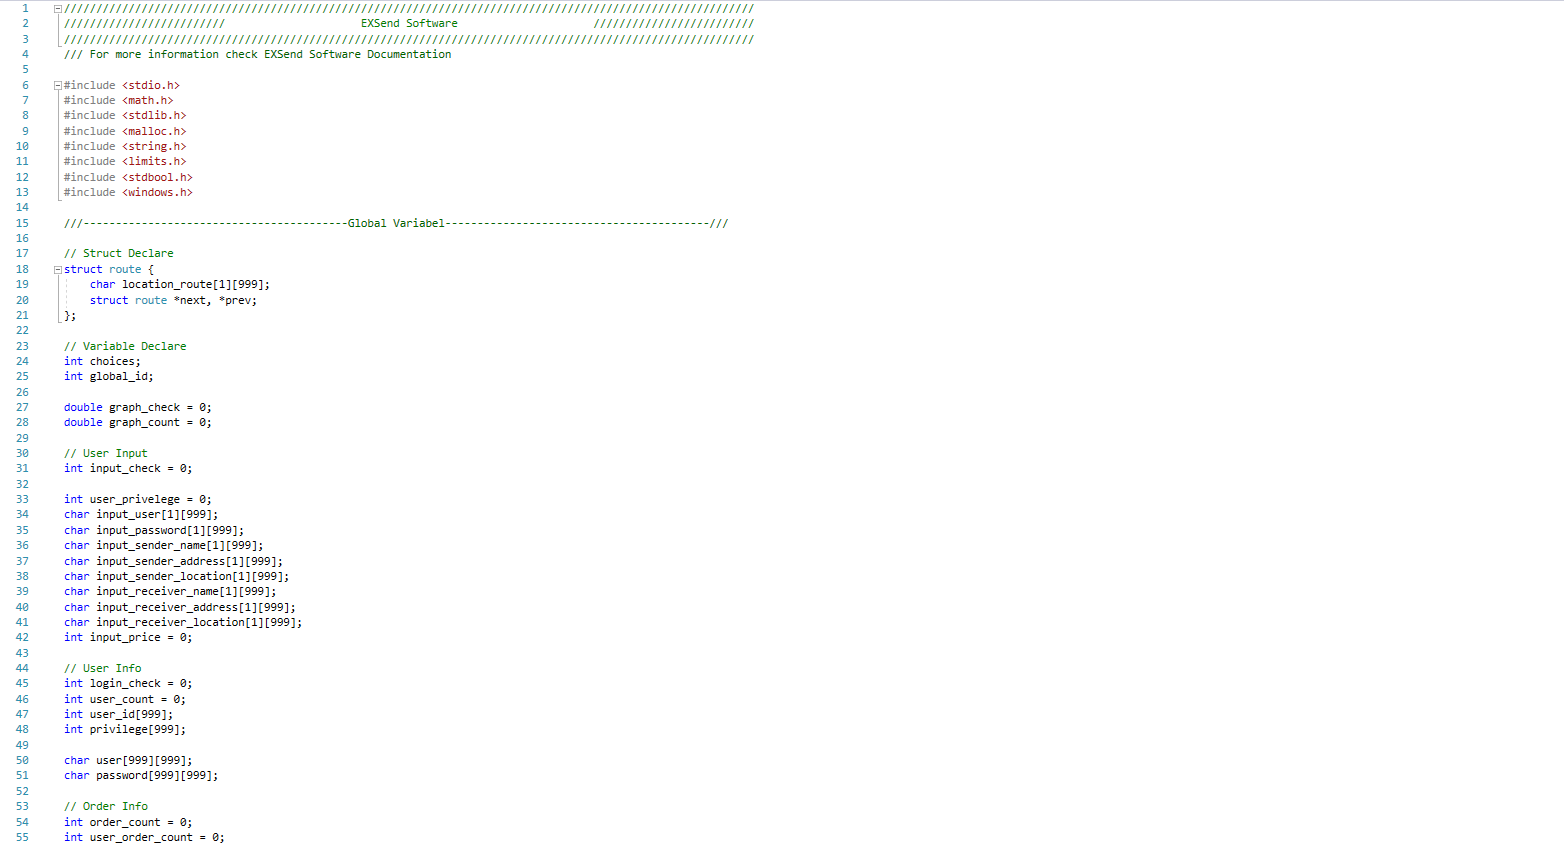 1 ///////////////////////////////////////////////////////////////////////////////////////////////////////////
2 /////////////////////////                     EXSend Software                     /////////////////////////
3 ///////////////////////////////////////////////////////////////////////////////////////////////////////////
4 /// For more information check EXSend Software Documentation
5
6 #include <stdio.h>
7 #include <math.h>
8 #include <stdlib.h>
9 #include <malloc.h>
10 #include <string.h>
11 #include <limits.h>
12 #include <stdbool.h>
13 #include <windows.h>
14
15 ///-----------------------------------------Global Variabel-----------------------------------------///
16
17 // Struct Declare
18 struct route {
19     char location_route[1][999];
20     struct route *next, *prev;
21 };
22
23 // Variable Declare
24 int choices;
25 int global_id;
26
27 double graph_check = 0;
28 double graph_count = 0;
29
30 // User Input
31 int input_check = 0;
32
33 int user_privelege = 0;
34 char input_user[1][999];
35 char input_password[1][999];
36 char input_sender_name[1][999];
37 char input_sender_address[1][999];
38 char input_sender_location[1][999];
39 char input_receiver_name[1][999];
40 char input_receiver_address[1][999];
41 char input_receiver_location[1][999];
42 int input_price = 0;
43
44 // User Info
45 int login_check = 0;
46 int user_count = 0;
47 int user_id[999];
48 int privilege[999];
49
50 char user[999][999];
51 char password[999][999];
52
53 // Order Info
54 int order_count = 0;
55 int user_order_count = 0;